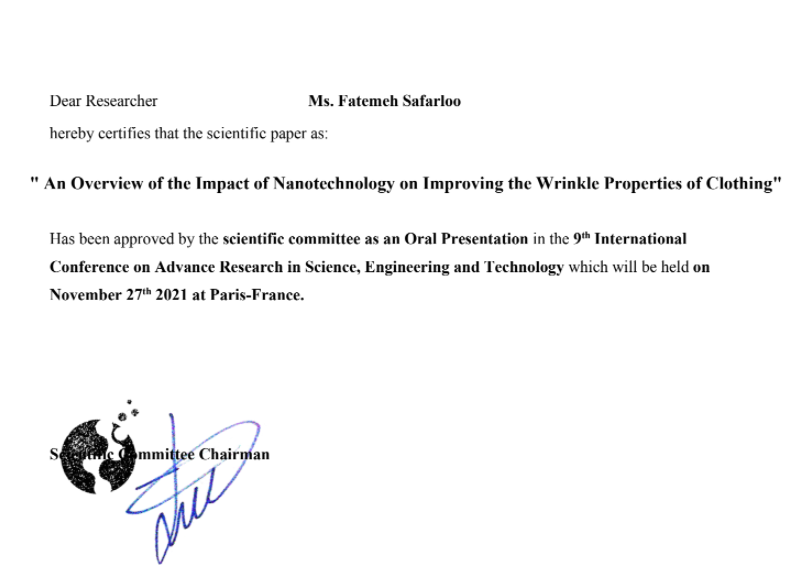 Dear Researcher Ms. Fatemeh Safarloo
hereby certifies that the scientific paper as:
" An Overview of the Impact of Nanotechnology on Improving the Wrinkle Properties of Clothing"
Has been approved by the scientific committee as an Oral Presentation in the 9th International
Conference on Advance Research in Science, Engineering and Technology which will be held on
November 27th 2021 at Paris-France.
Scientific Committee Chairman